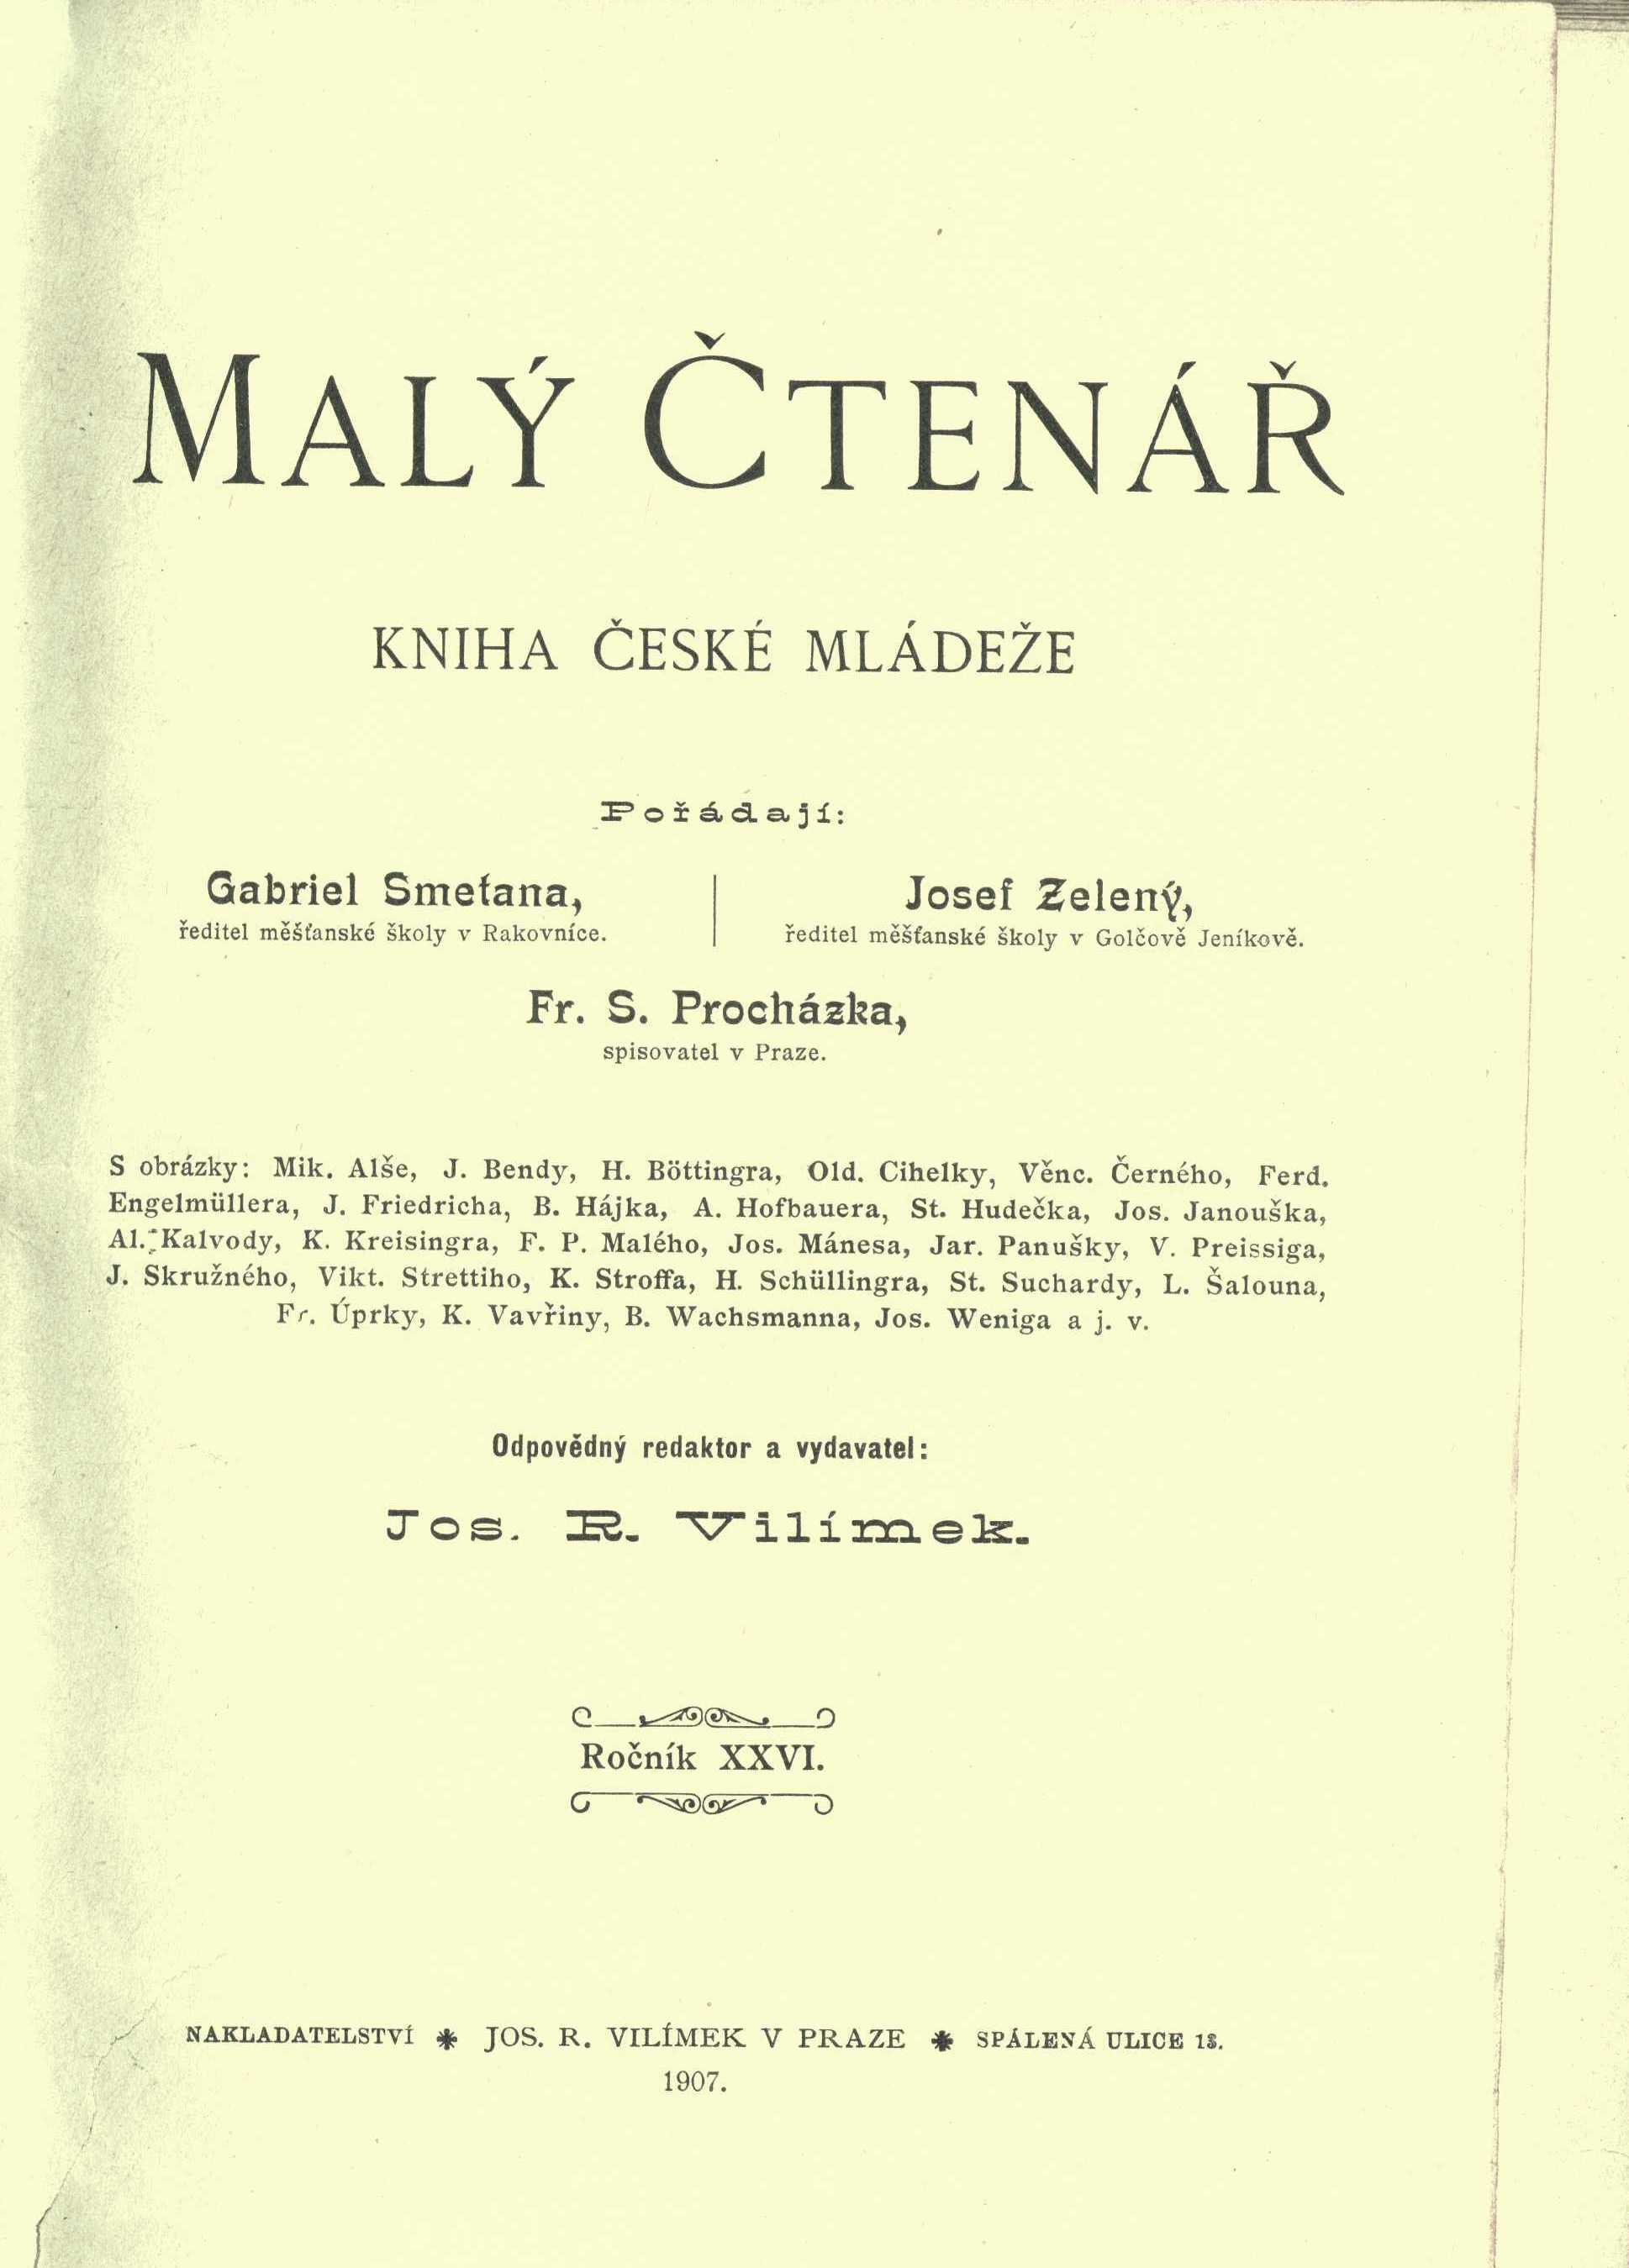 MALÝ ČTENÁŘ
KNIHA ČESKÉ MLÁDEŽE
Pořádají:
Gabriel Smetana,
ředitel měšťanské školy v Rakovníce.
Josef Zelený,
ředitel měšťanské školy v Golčově Jeníkově.
Fr. S. Procházka,
spisovatel v Praze.
S obrázky: Mik. Alše, J. Bendy, H. Böttingra, Old. Cihelky, Věnc. Černého, Ferd.
Engelmüllera, J. Friedricha, B. Hájka, A. Hofbauera, St. Hudečka, Jos. Janouška,
Al. Kalvody, K. Kreisingra, F. P. Malého, Jos. Mánesa, Jar. Panušky, V. Preissiga,
J. Skružného, Vikt. Strettiho, K. Stroffa, H. Schüllingra, St. Suchardy, L. Šalouna,
Fr. Úprky, K. Vavřiny, B. Wachsmanna, Jos. Weniga a j. v.
Odpovědný redaktor a vydavatel:
Jos. R. Vilímek.
Ročník XXVI.
NAKLADATELSTVÍ * JOS. R. VILÍMEK V PRAZE * SPÁLENÁ ULICE
1907.